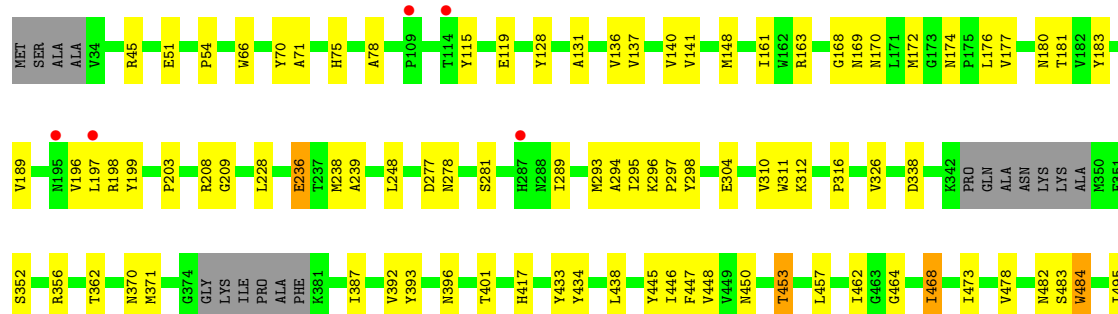 MET SER ALA ALA V34 R45 E51 P54 W66 Y70 A71 H75 A78 P109 T114 Y115 E119 Y128 A131 V136 V137 V140 V141 M148 I161 W162 R163 G168 N169 N170 L171 M172 G173 N174 P175 L176 V177 N180 T181 V182 Y183
V189 N195 V196 L197 R198 Y199 P203 R208 G209 L228 E236 T237 M238 A239 L248 D277 N278 S281 H287 N288 I289 M293 A294 I295 K296 P297 Y298 E304 V310 W311 K312 P316 V326 D338 K342 PRO GLN ALA ASN LYS LYS ALA M350 E351
S352 R356 T362 N370 M371 G374 GLY LYS ILE PRO ALA PHE K381 I387 V392 Y393 N396 T401 H417 Y433 Y434 L438 Y445 I446 F447 V448 V449 N450 T453 L457 I462 G463 G464 I468 I473 V478 N482 S483 W484